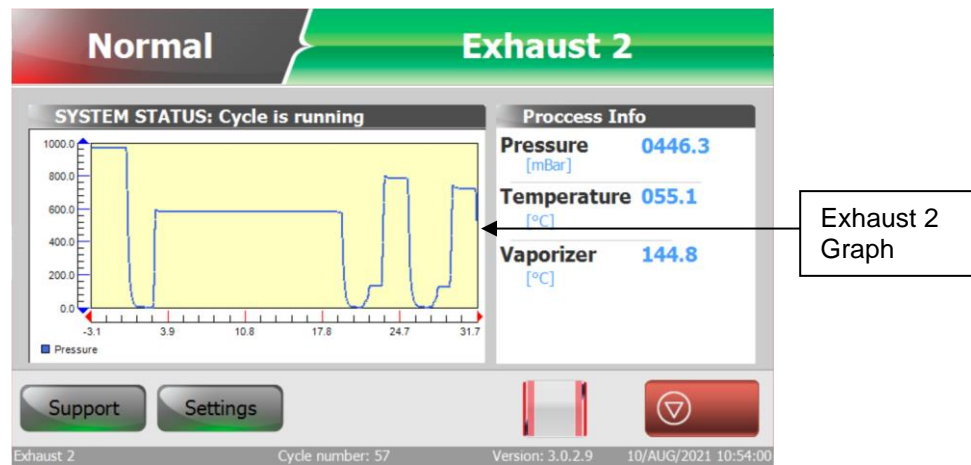 Normal
Exhaust 2
SYSTEM STATUS: Cycle is running
1000.0
800.0
600.0
400.0
200.0
0.0
-3.1 3.9 10.8 17.8 24.7 31.7
Pressure
Proccess Info
Pressure 0446.3
[mBar]
Temperature 055.1
[°C]
Vaporizer 144.8
[°C]
Exhaust 2
Graph
Support Settings
Exhaust 2 Cycle number: 57 Version: 3.0.2.9 10/AUG/2021 10:54:00